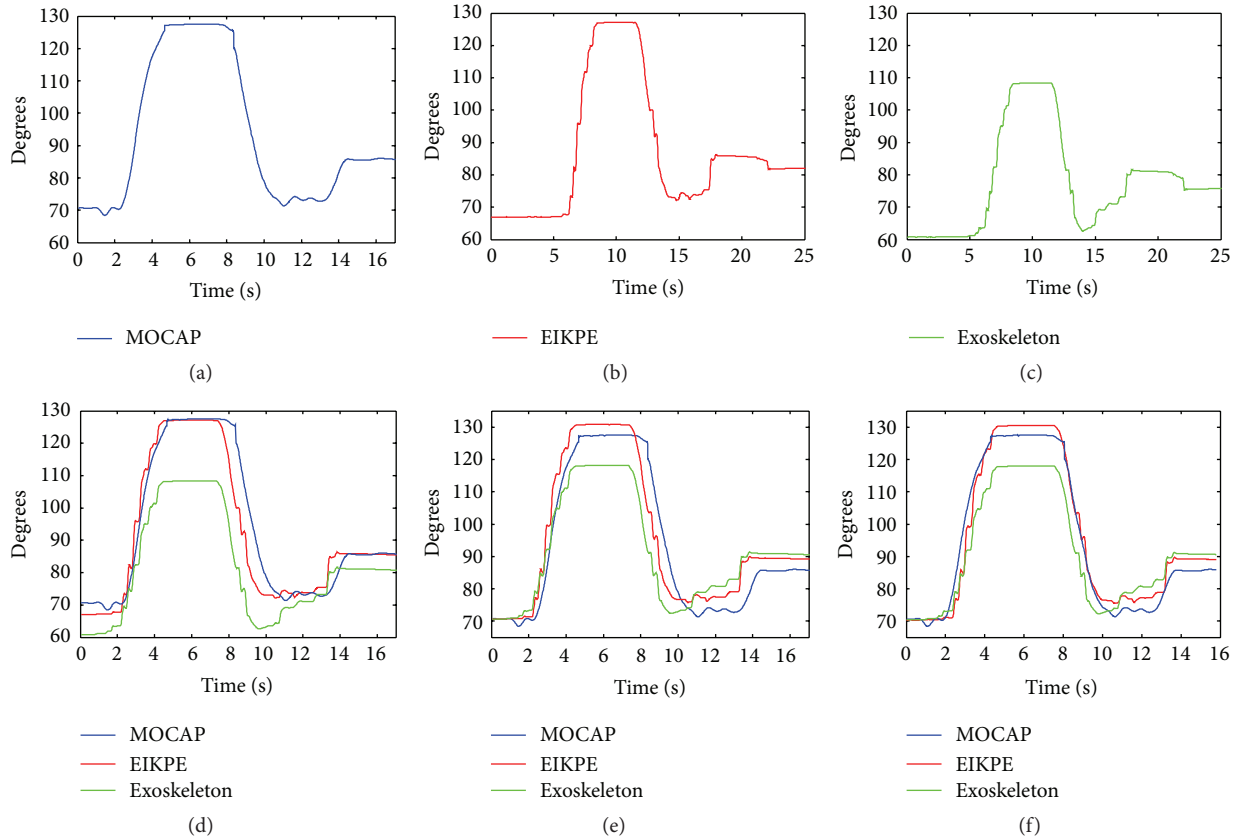 130
120
110
100
90
80
70
60
Degrees
0 2 4 6 8 10 12 14 16
Time (s)
MOCAP
(a)
130
120
110
100
90
80
70
60
Degrees
0 5 10 15 20 25
Time (s)
EIKPE
(b)
130
120
110
100
90
80
70
60
Degrees
0 5 10 15 20 25
Time (s)
Exoskeleton
(c)
130
120
110
100
90
80
70
60
Degrees
0 2 4 6 8 10 12 14 16
Time (s)
MOCAP
EIKPE
Exoskeleton
(d)
130
120
110
100
90
80
70
Degrees
0 2 4 6 8 10 12 14 16
Time (s)
MOCAP
EIKPE
Exoskeleton
(e)
130
120
110
100
90
80
70
Degrees
0 2 4 6 8 10 12 14 16
Time (s)
MOCAP
EIKPE
Exoskeleton
(f)